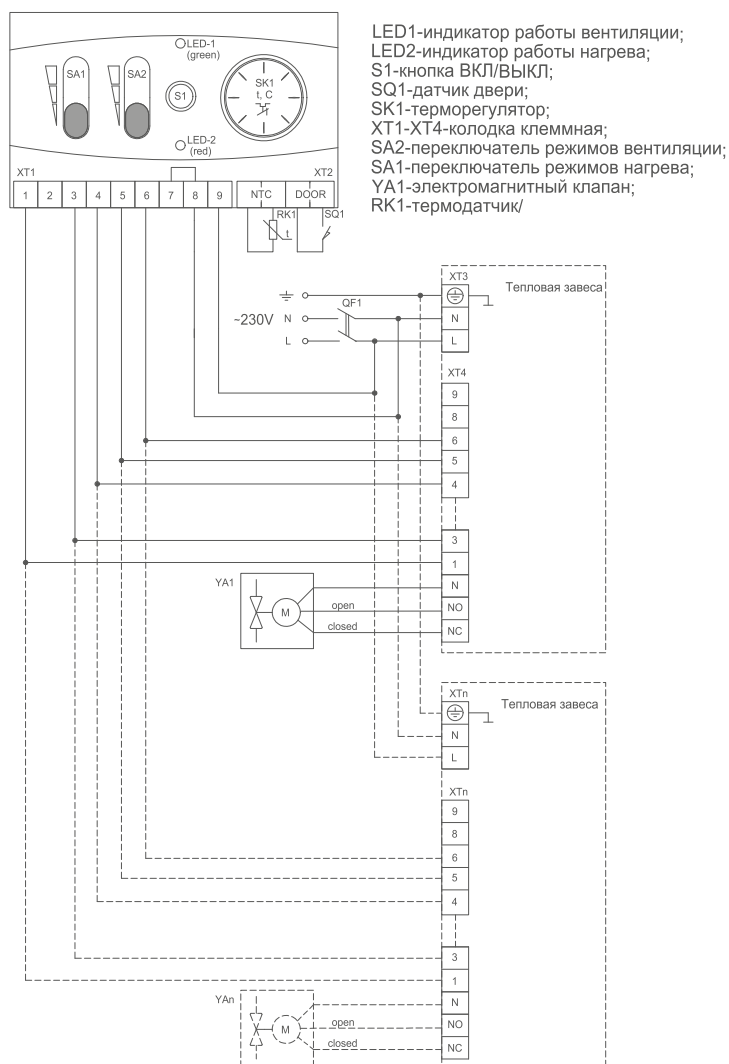 LED-1
(green)
SA1
SA2
S1
SK1
t, C
LED-2
(red)
XT1
XT2
1 2 3 4 5 6 7 8 9 NTC DOOR
RK1
t
SQ1
LED1-индикатор работы вентиляции;
LED2-индикатор работы нагрева;
S1-кнопка ВКЛ/ВЫКЛ;
SQ1-датчик двери;
SK1-терморегулятор;
XT1-XT4-колодка клеммная;
SA2-переключатель режимов вентиляции;
SA1-переключатель режимов нагрева;
YA1-электромагнитный клапан;
RK1-термодатчик/
XT3
Тепловая завеса
QF1
~230V N
L
N
L
XT4
9
8
6
5
4
3
1
N
NO
NC
YA1
M
open
closed
XTn
Тепловая завеса
N
L
XTn
9
8
6
5
4
3
1
N
NO
NC
YAn
M
open
closed